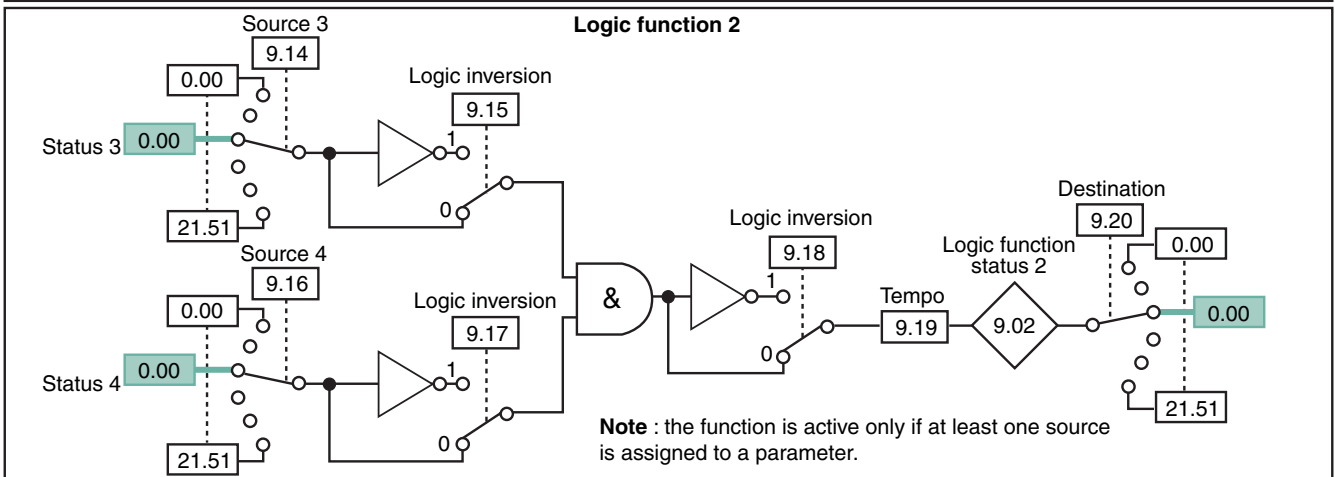 Logic function 2
Source 3
9.14
0.00
Logic inversion
9.15
1
Status 3 0.00
0
21.51
Source 4
9.16
0.00
Logic inversion
9.17
1
Status 4 0.00
0
21.51
&
Logic inversion
9.18
1
0
Tempo
9.19
Logic function
status 2
9.02
Destination
9.20
0.00
0.00
21.51
Note : the function is active only if at least one source
is assigned to a parameter.